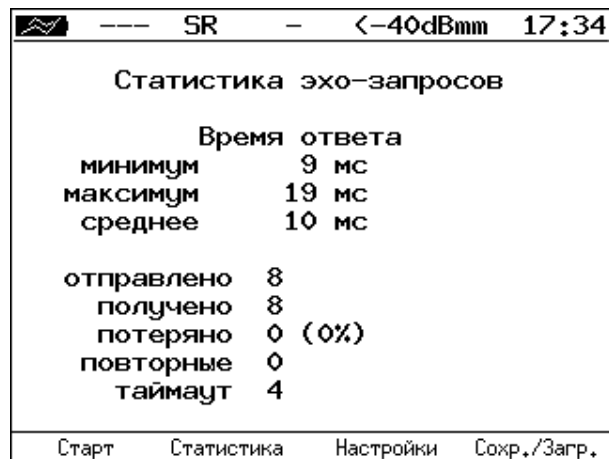 --- SR - <-40dBmm 17:34
Статистика эхо-запросов
Время ответа
минимум 9 мс
максимум 19 мс
среднее 10 мс
отправлено 8
получено 8
потеряно 0 (0%)
повторные 0
таймаут 4
Старт Статистика Настройки Сохр./Загр.